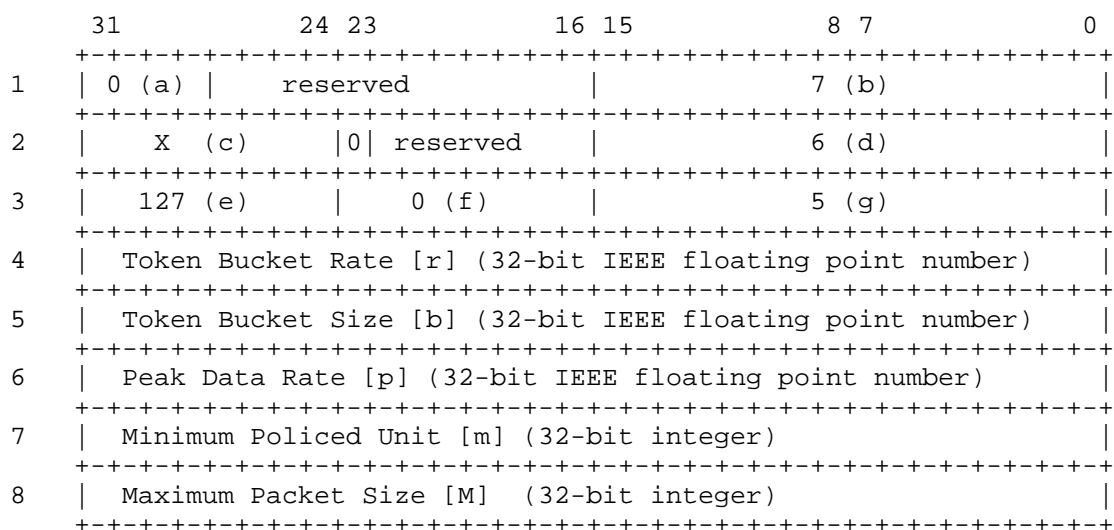 31           24 23           16 15            8 7             0
    +-+-+-+-+-+-+-+-+-+-+-+-+-+-+-+-+-+-+-+-+-+-+-+-+-+-+-+-+-+-+-+-+
1   | 0 (a) |    reserved           |             7 (b)             |
    +-+-+-+-+-+-+-+-+-+-+-+-+-+-+-+-+-+-+-+-+-+-+-+-+-+-+-+-+-+-+-+-+
2   |    X  (c)     |0| reserved    |             6 (d)             |
    +-+-+-+-+-+-+-+-+-+-+-+-+-+-+-+-+-+-+-+-+-+-+-+-+-+-+-+-+-+-+-+-+
3   |   127 (e)     |    0 (f)      |             5 (g)             |
    +-+-+-+-+-+-+-+-+-+-+-+-+-+-+-+-+-+-+-+-+-+-+-+-+-+-+-+-+-+-+-+-+
4   |  Token Bucket Rate [r] (32-bit IEEE floating point number)    |
    +-+-+-+-+-+-+-+-+-+-+-+-+-+-+-+-+-+-+-+-+-+-+-+-+-+-+-+-+-+-+-+-+
5   |  Token Bucket Size [b] (32-bit IEEE floating point number)    |
    +-+-+-+-+-+-+-+-+-+-+-+-+-+-+-+-+-+-+-+-+-+-+-+-+-+-+-+-+-+-+-+-+
6   |  Peak Data Rate [p] (32-bit IEEE floating point number)       |
    +-+-+-+-+-+-+-+-+-+-+-+-+-+-+-+-+-+-+-+-+-+-+-+-+-+-+-+-+-+-+-+-+
7   |  Minimum Policed Unit [m] (32-bit integer)                    |
    +-+-+-+-+-+-+-+-+-+-+-+-+-+-+-+-+-+-+-+-+-+-+-+-+-+-+-+-+-+-+-+-+
8   |  Maximum Packet Size [M]  (32-bit integer)                    |
    +-+-+-+-+-+-+-+-+-+-+-+-+-+-+-+-+-+-+-+-+-+-+-+-+-+-+-+-+-+-+-+-+